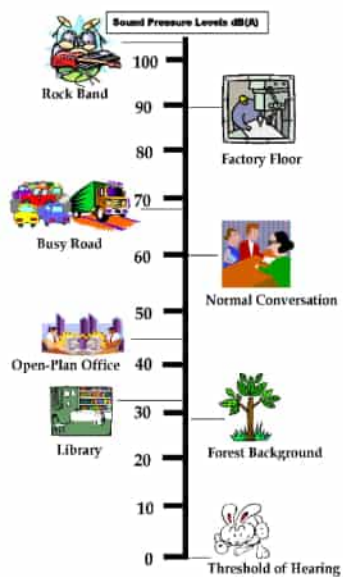 Sound Pressure Levels dB(A)
100
Rock Band
90
Factory Floor
80
70
Busy Road
60
Normal Conversation
50
Open-Plan Office
40
30
Library
Forest Background
20
10
0
Threshold of Hearing